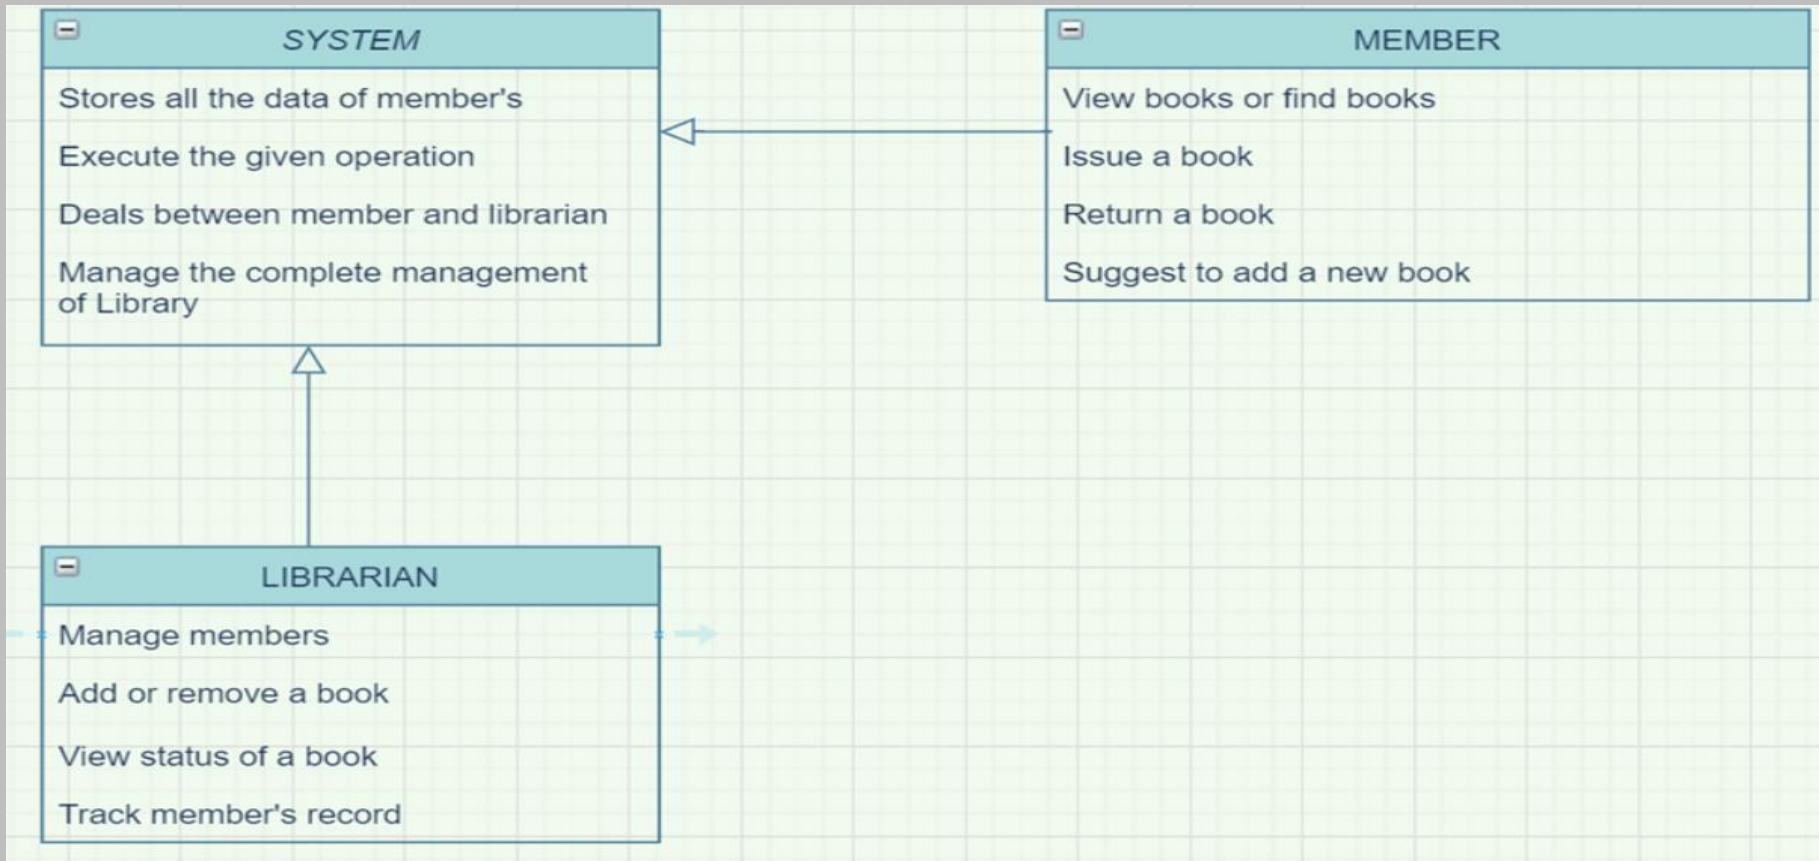 SYSTEM
Stores all the data of member's
Execute the given operation
Deals between member and librarian
Manage the complete management
of Library
MEMBER
View books or find books
Issue a book
Return a book
Suggest to add a new book
LIBRARIAN
Manage members
Add or remove a book
View status of a book
Track member's record